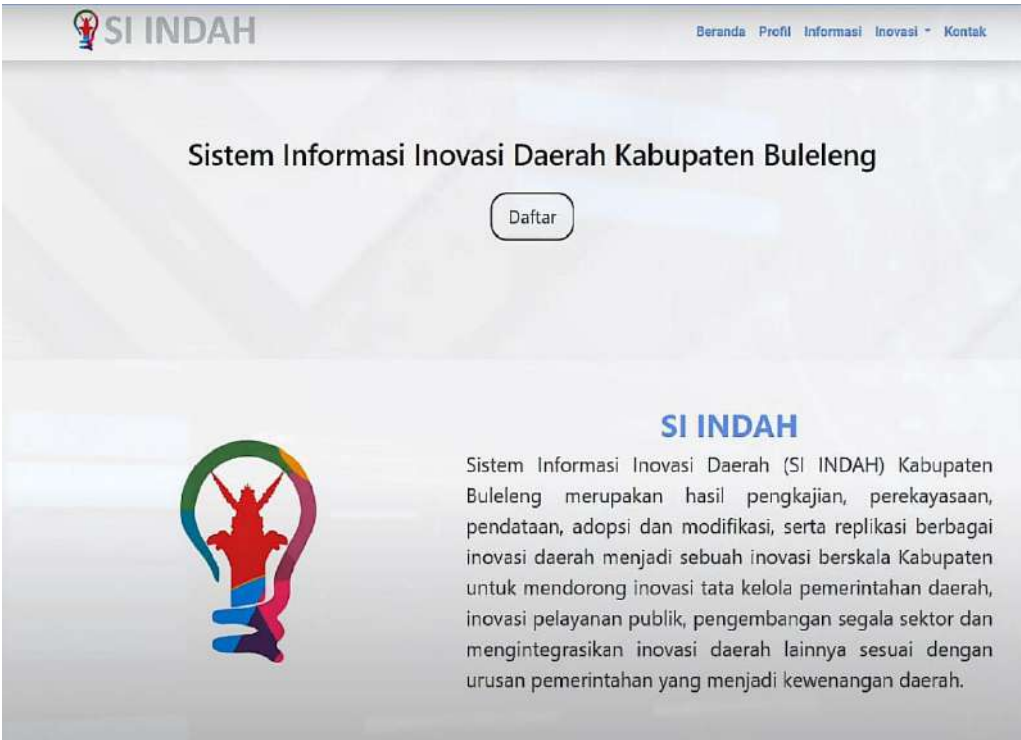 SI INDAH
Beranda Profil Informasi Inovasi Kontak
Sistem Informasi Inovasi Daerah Kabupaten Buleleng
Daftar
SI INDAH
Sistem Informasi Inovasi Daerah (SI INDAH) Kabupaten
Buleleng merupakan hasil pengkajian, perekayasaan,
pendataan, adopsi dan modifikasi, serta replikasi berbagai
inovasi daerah menjadi sebuah inovasi berskala Kabupaten
untuk mendorong inovasi tata kelola pemerintahan daerah,
inovasi pelayanan publik, pengembangan segala sektor dan
mengintegrasikan inovasi daerah lainnya sesuai dengan
urusan pemerintahan yang menjadi kewenangan daerah.